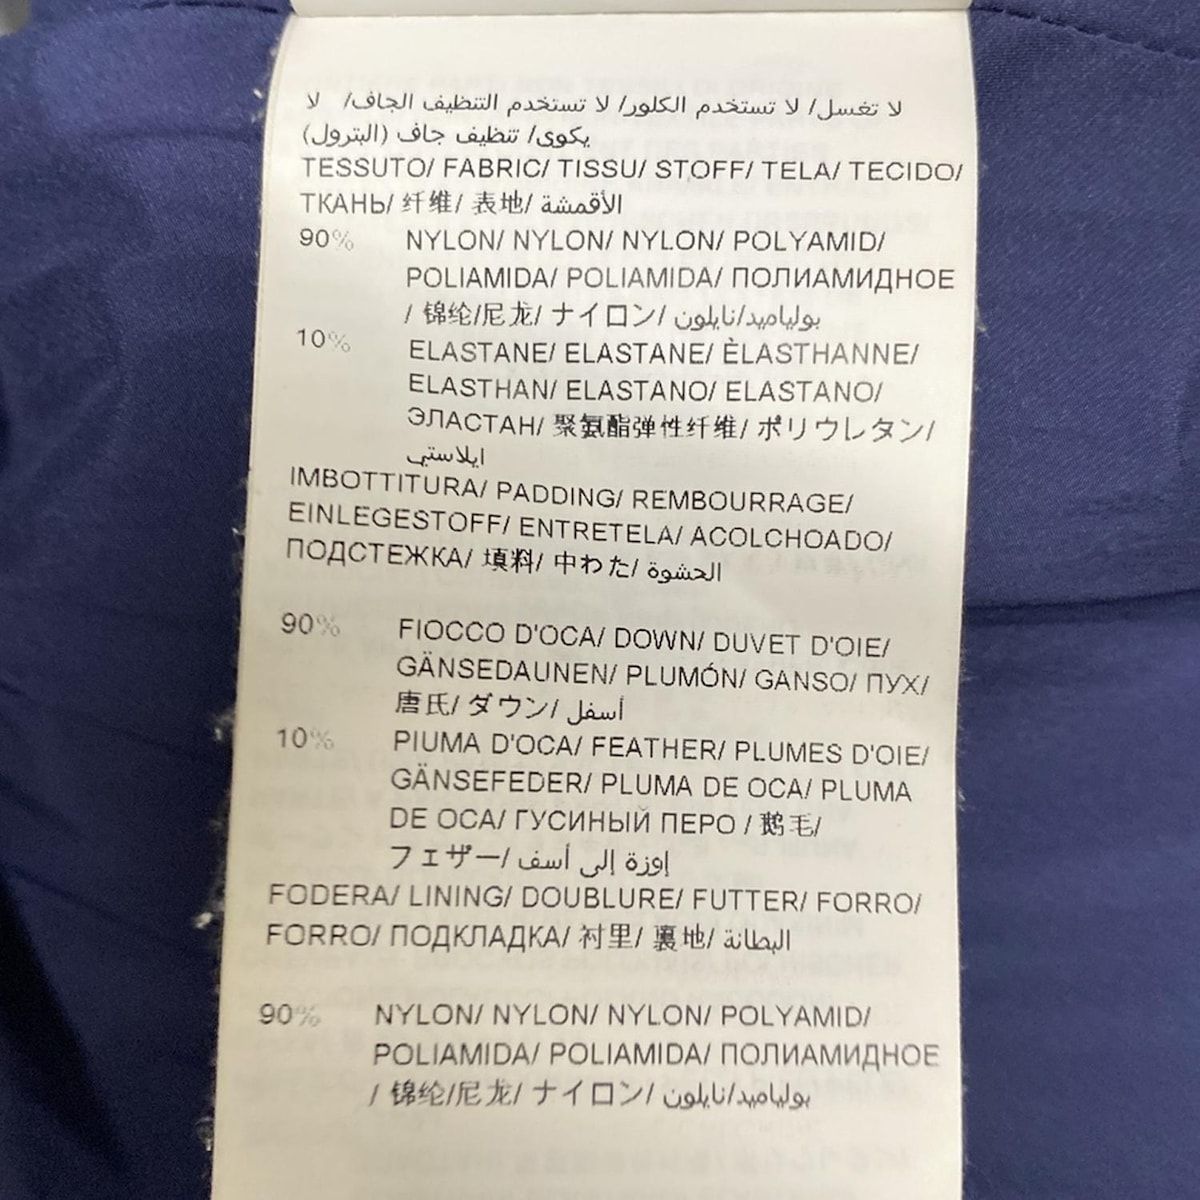 لا تغسل/ لا تستخدم الكلور/ لا تستخدم التنظيف الجاف/ لا
يكوى/ تنظيف جاف (البترول)
TESSUTO/ FABRIC/ TISSU/ STOFF/ TELA/ TECIDO/
ТКАНЬ/ 纤维/ 表地/ الأقمشة
90% NYLON/ NYLON/ NYLON/ POLYAMID/
POLIAMIDA/ POLIAMIDA/ ПОЛИАМИДНОЕ
/ 锦纶/尼龙/ ナイロン/ بولياميد/نايلون
10% ELASTANE/ ELASTANE/ ÈLASTHANNE/
ELASTHAN/ ELASTANO/ ELASTANO/
ЭЛАСТАН/ 聚氨酯弹性纤维/ ポリウレタン/
ايلاستي
IMBOTTITURA/ PADDING/ REMBOURRAGE/
EINLEGESTOFF/ ENTRETELA/ ACOLCHOADO/
ПОДСТЕЖКА/ 填料/ 中わた/ الحشوة
90% FIOCCO D'OCA/ DOWN/ DUVET D'OIE/
GÄNSEDAUNEN/ PLUMÓN/ GANSO/ ПУХ/
唐氏/ ダウン/ أسفل
10% PIUMA D'OCA/ FEATHER/ PLUMES D'OIE/
GÄNSEFEDER/ PLUMA DE OCA/ PLUMA
DE OCA/ ГУСИНЫЙ ПЕРО / 鹅毛/
フェザー/ إوزة إلى أسف
FODERA/ LINING/ DOUBLURE/ FUTTER/ FORRO/
FORRO/ ПОДКЛАДКА/ 衬里/ 裏地/ البطانة
90% NYLON/ NYLON/ NYLON/ POLYAMID/
POLIAMIDA/ POLIAMIDA/ ПОЛИАМИДНОЕ
/ 锦纶/尼龙/ ナイロン/ بولياميد/نايلون